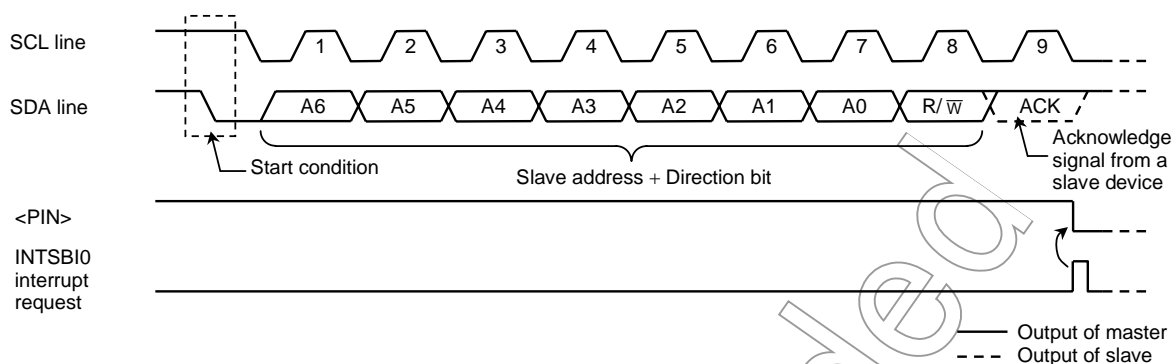 SCL line
1 2 3 4 5 6 7 8 9
SDA line
A6 A5 A4 A3 A2 A1 A0 R/W̅ ACK
Start condition
Slave address + Direction bit
Acknowledge
signal from a
slave device
<PIN>
INTSBI0
interrupt
request
Output of master
Output of slave
ded